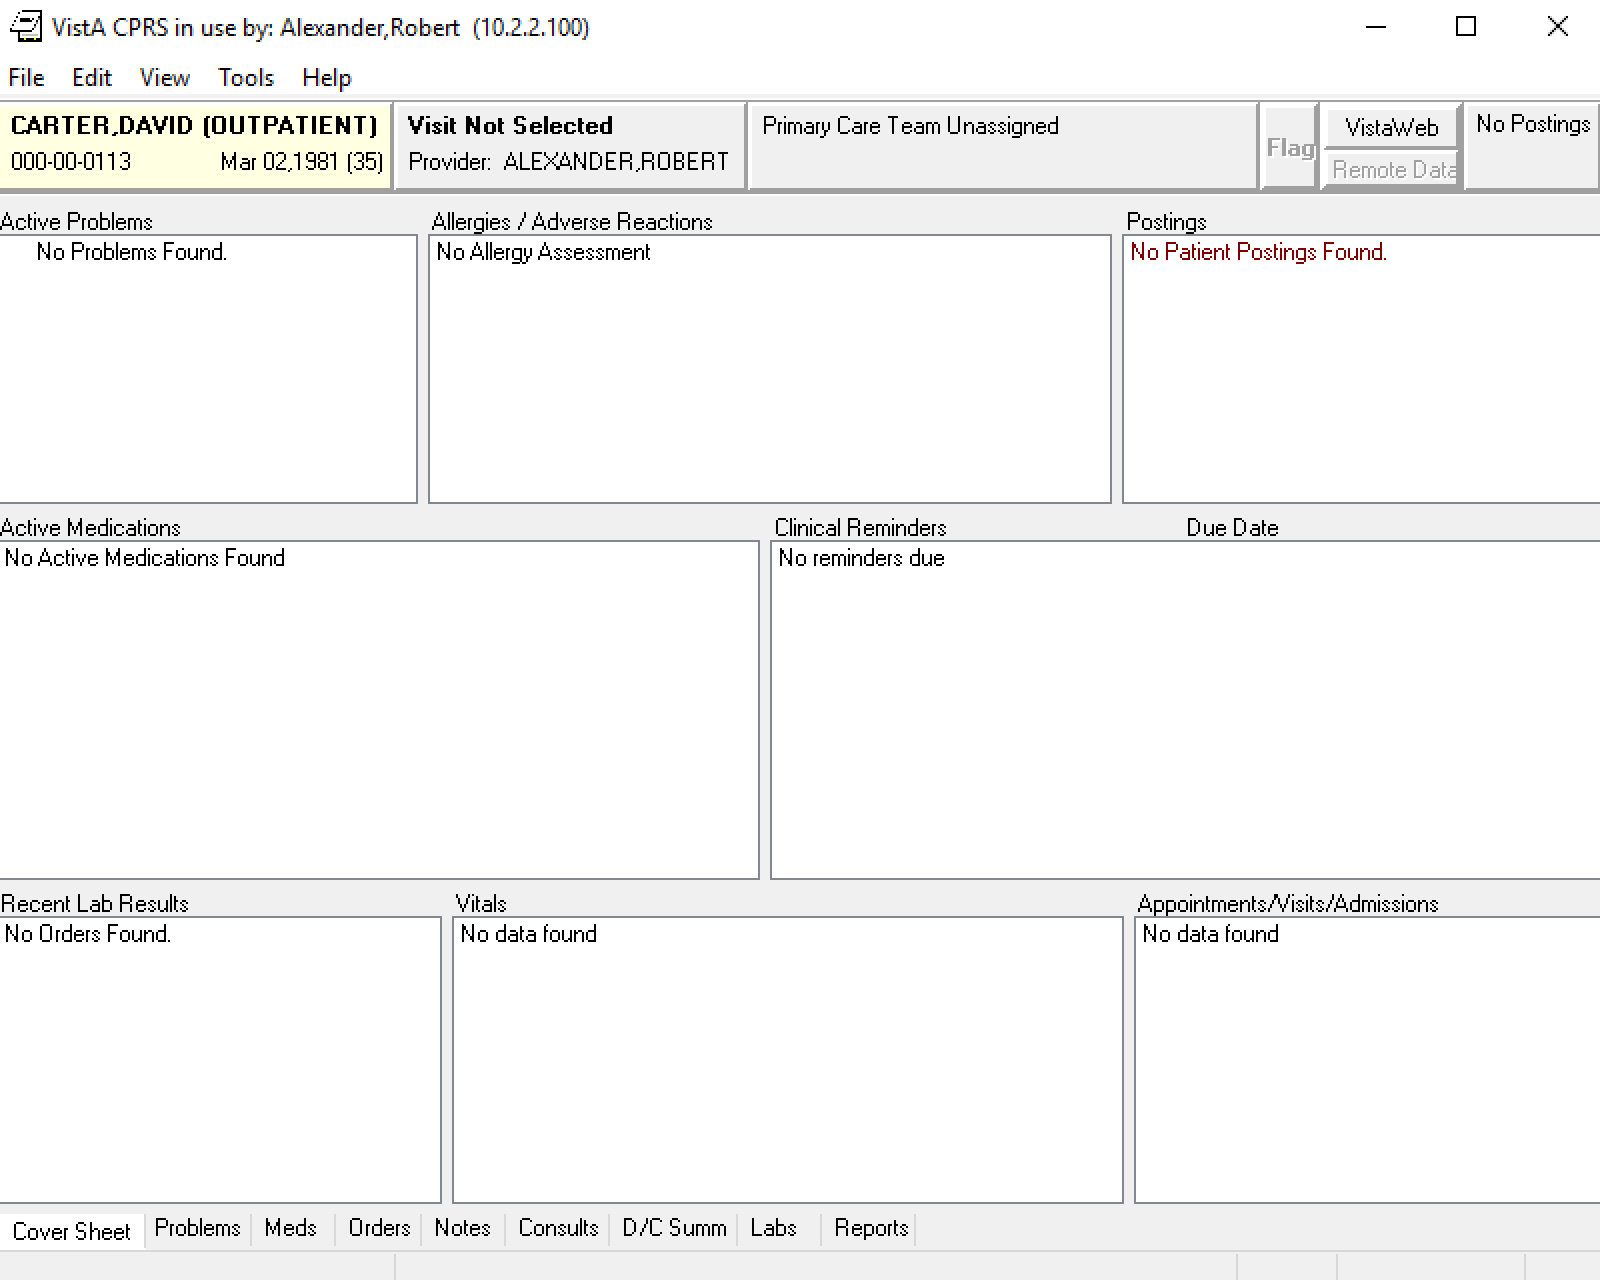 VistA CPRS in use by: Alexander,Robert (10.2.2.100)
File Edit View Tools Help
CARTER,DAVID (OUTPATIENT)
000-00-0113 Mar 02,1981 (35)
Visit Not Selected
Provider: ALEXANDER,ROBERT
Primary Care Team Unassigned
Flag
VistaWeb
Remote Data
No Postings
Active Problems
No Problems Found.
Allergies / Adverse Reactions
No Allergy Assessment
Postings
No Patient Postings Found.
Active Medications
No Active Medications Found
Clinical Reminders Due Date
No reminders due
Recent Lab Results
No Orders Found.
Vitals
No data found
Appointments/Visits/Admissions
No data found
Cover Sheet Problems Meds Orders Notes Consults D/C Summ Labs Reports